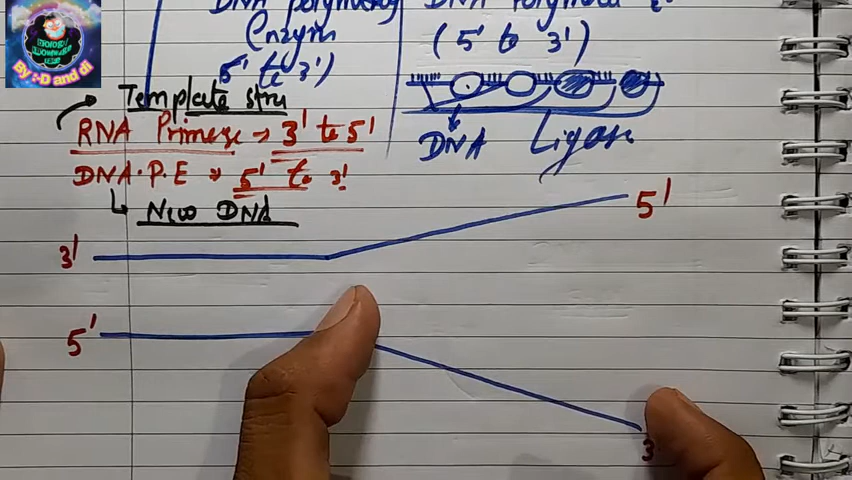 DNA polymerase
Enzym
5' to 3')
DNA
(5' to 3')
DNA Ligase
Template stra
RNA Primase → 3' to 5'
DNA.P.E → 5' to 3'
New DNA
3' 5'
5' 3
By :-D and di